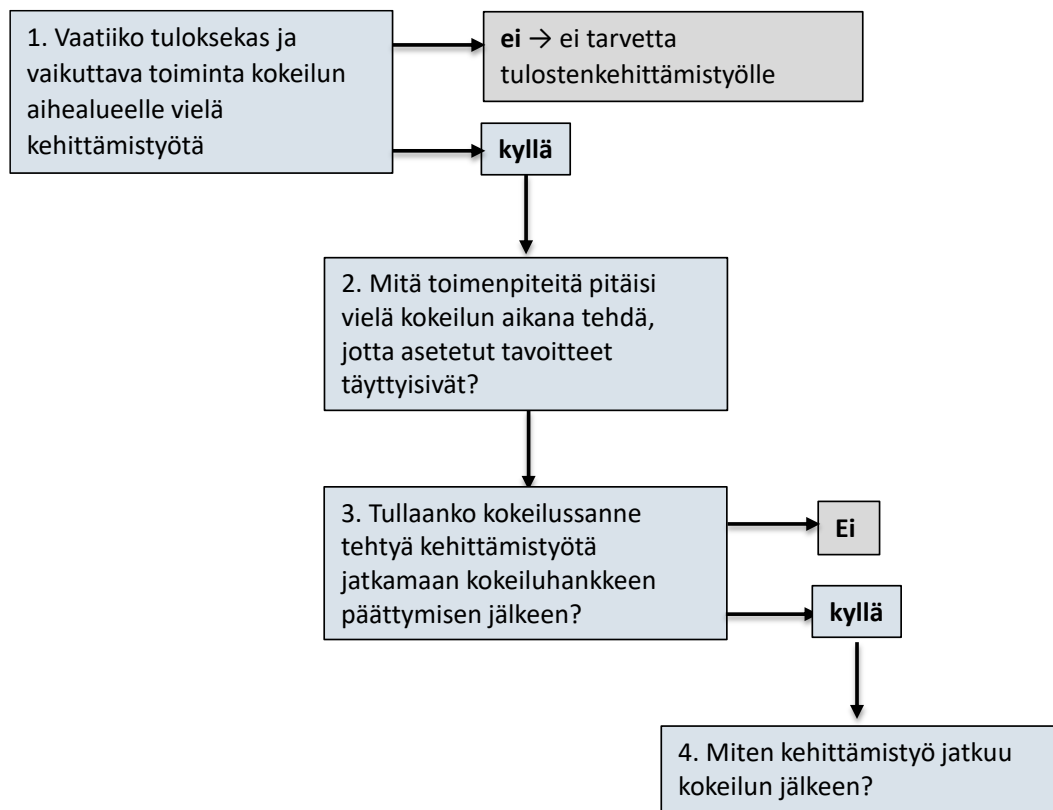 1. Vaatiiko tuloksekas ja
vaikuttava toiminta kokeilun
aihealueelle vielä
kehittämistyötä
ei → ei tarvetta
tulostenkehittämistyölle
kyllä
2. Mitä toimenpiteitä pitäisi
vielä kokeilun aikana tehdä,
jotta asetetut tavoitteet
täyttyisivät?
3. Tullaanko kokeilussanne
tehtyä kehittämistyötä
jatkamaan kokeiluhankkeen
päättymisen jälkeen?
Ei
kyllä
4. Miten kehittämistyö jatkuu
kokeilun jälkeen?